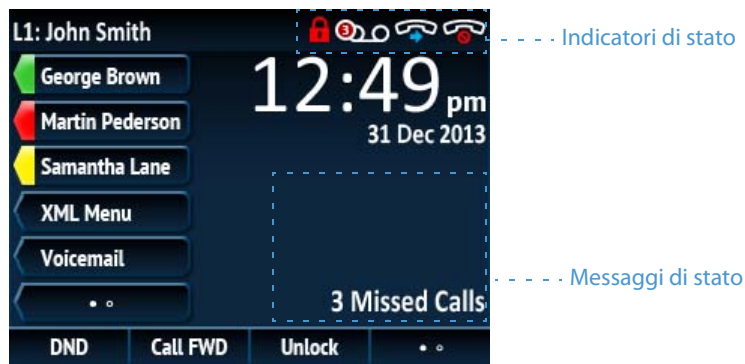 L1: John Smith
3
Indicatori di stato
George Brown
12:49 pm
Martin Pederson
31 Dec 2013
Samantha Lane
XML Menu
Voicemail
Messaggi di stato
3 Missed Calls
DND Call FWD Unlock